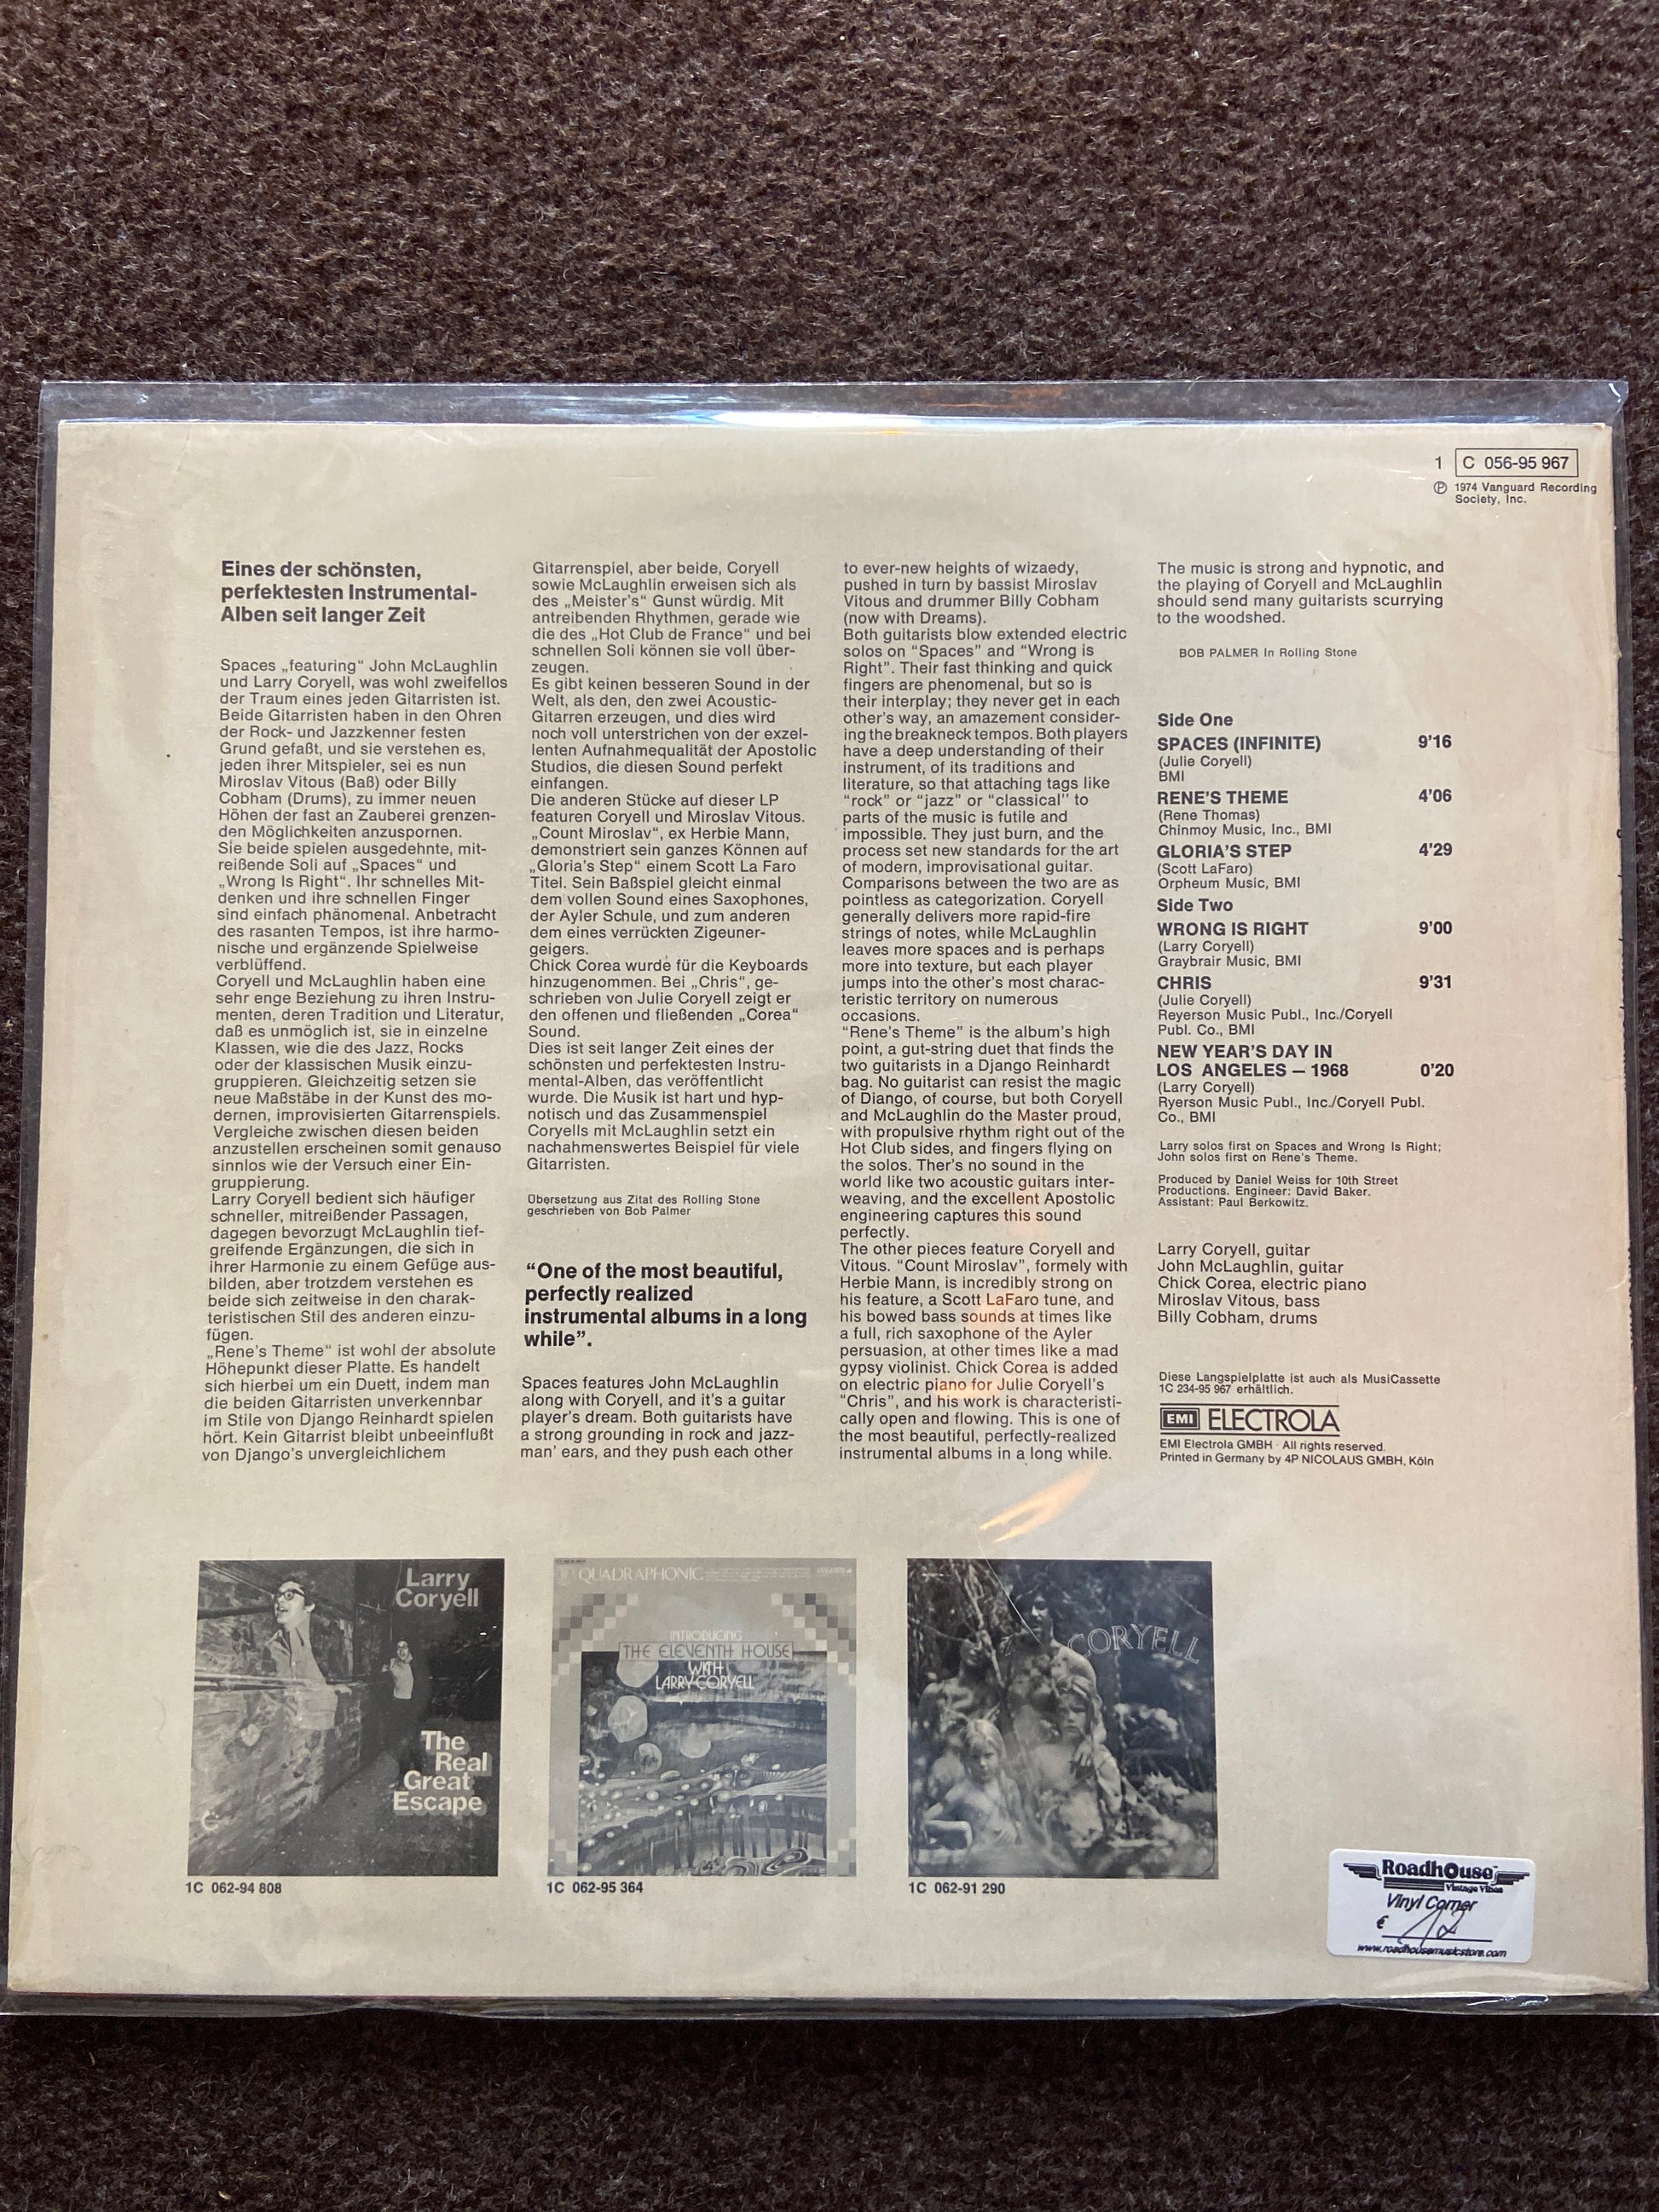 1 C 056-95 967
Ⓟ 1974 Vanguard Recording
Society, Inc.
Eines der schönsten,
perfektesten Instrumental-
Alben seit langer Zeit
Spaces „featuring“ John McLaughlin
und Larry Coryell, was wohl zweifellos
der Traum eines jeden Gitarristen ist.
Beide Gitarristen haben in den Ohren
der Rock- und Jazzkenner festen
Grund gefaßt, und sie verstehen es,
jeden ihrer Mitspieler, sei es nun
Miroslav Vitous (Baß) oder Billy
Cobham (Drums), zu immer neuen
Höhen der fast an Zauberei grenzen-
den Möglichkeiten anzuspornen.
Sie beide spielen ausgedehnte, mit-
reißende Soli auf „Spaces“ und
„Wrong Is Right“. Ihr schnelles Mit-
denken und ihre schnellen Finger
sind einfach phänomenal. Anbetracht
des rasanten Tempos, ist ihre harmo-
nische und ergänzende Spielweise
verblüffend.
Coryell und McLaughlin haben eine
sehr enge Beziehung zu ihren Instru-
menten, deren Tradition und Literatur,
daß es unmöglich ist, sie in einzelne
Klassen, wie die des Jazz, Rocks
oder der klassischen Musik einzu-
gruppieren. Gleichzeitig setzen sie
neue Maßstäbe in der Kunst des mo-
dernen, improvisierten Gitarrenspiels.
Vergleiche zwischen diesen beiden
anzustellen erscheinen somit genauso
sinnlos wie der Versuch einer Ein-
gruppierung.
Larry Coryell bedient sich häufiger
schneller, mitreißender Passagen,
dagegen bevorzugt McLaughlin tief-
greifende Ergänzungen, die sich in
ihrer Harmonie zu einem Gefüge aus-
bilden, aber trotzdem verstehen es
beide sich zeitweise in den charak-
teristischen Stil des anderen einzu-
fügen.
„Rene's Theme“ ist wohl der absolute
Höhepunkt dieser Platte. Es handelt
sich hierbei um ein Duett, indem man
die beiden Gitarristen unverkennbar
im Stile von Django Reinhardt spielen
hört. Kein Gitarrist bleibt unbeeinflußt
von Django's unvergleichlichem
Gitarrenspiel, aber beide, Coryell
sowie McLaughlin erweisen sich als
des „Meister's“ Gunst würdig. Mit
antreibenden Rhythmen, gerade wie
die des „Hot Club de France“ und bei
schnellen Soli können sie voll über-
zeugen.
Es gibt keinen besseren Sound in der
Welt, als den, den zwei Acoustic-
Gitarren erzeugen, und dies wird
noch voll unterstrichen von der exzel-
lenten Aufnahmequalität der Apostolic
Studios, die diesen Sound perfekt
einfangen.
Die anderen Stücke auf dieser LP
featuren Coryell und Miroslav Vitous.
„Count Miroslav“, ex Herbie Mann,
demonstriert sein ganzes Können auf
„Gloria's Step“ einem Scott La Faro
Titel. Sein Baßspiel gleicht einmal
dem vollen Sound eines Saxophones,
der Ayler Schule, und zum anderen
dem eines verrückten Zigeuner-
geigers.
Chick Corea wurde für die Keyboards
hinzugenommen. Bei „Chris“, ge-
schrieben von Julie Coryell zeigt er
den offenen und fließenden „Corea“
Sound.
Dies ist seit langer Zeit eines der
schönsten und perfektesten Instru-
mental-Alben, das veröffentlicht
wurde. Die Musik ist hart und hyp-
notisch und das Zusammenspiel
Coryells mit McLaughlin setzt ein
nachahmenswertes Beispiel für viele
Gitarristen.
Übersetzung aus Zitat des Rolling Stone
geschrieben von Bob Palmer
“One of the most beautiful,
perfectly realized
instrumental albums in a long
while”.
Spaces features John McLaughlin
along with Coryell, and it's a guitar
player's dream. Both guitarists have
a strong grounding in rock and jazz-
man' ears, and they push each other
to ever-new heights of wizaedy,
pushed in turn by bassist Miroslav
Vitous and drummer Billy Cobham
(now with Dreams).
Both guitarists blow extended electric
solos on “Spaces” and “Wrong is
Right”. Their fast thinking and quick
fingers are phenomenal, but so is
their interplay; they never get in each
other's way, an amazement consider-
ing the breakneck tempos. Both players
have a deep understanding of their
instrument, of its traditions and
literature, so that attaching tags like
“rock” or “jazz” or “classical” to
parts of the music is futile and
impossible. They just burn, and the
process set new standards for the art
of modern, improvisational guitar.
Comparisons between the two are as
pointless as categorization. Coryell
generally delivers more rapid-fire
strings of notes, while McLaughlin
leaves more spaces and is perhaps
more into texture, but each player
jumps into the other's most charac-
teristic territory on numerous
occasions.
“Rene's Theme” is the album's high
point, a gut-string duet that finds the
two guitarists in a Django Reinhardt
bag. No guitarist can resist the magic
of Diango, of course, but both Coryell
and McLaughlin do the Master proud,
with propulsive rhythm right out of the
Hot Club sides, and fingers flying on
the solos. Ther's no sound in the
world like two acoustic guitars inter-
weaving, and the excellent Apostolic
engineering captures this sound
perfectly.
The other pieces feature Coryell and
Vitous. “Count Miroslav”, formely with
Herbie Mann, is incredibly strong on
his feature, a Scott LaFaro tune, and
his bowed bass sounds at times like
a full, rich saxophone of the Ayler
persuasion, at other times like a mad
gypsy violinist. Chick Corea is added
on electric piano for Julie Coryell's
“Chris”, and his work is characteristi-
cally open and flowing. This is one of
the most beautiful, perfectly-realized
instrumental albums in a long while.
The music is strong and hypnotic, and
the playing of Coryell and McLaughlin
should send many guitarists scurrying
to the woodshed.
BOB PALMER In Rolling Stone
Side One
SPACES (INFINITE) 9'16
(Julie Coryell)
BMI
RENE'S THEME 4'06
(Rene Thomas)
Chinmoy Music, Inc., BMI
GLORIA'S STEP 4'29
(Scott LaFaro)
Orpheum Music, BMI
Side Two
WRONG IS RIGHT 9'00
(Larry Coryell)
Graybrair Music, BMI
CHRIS 9'31
(Julie Coryell)
Reyerson Music Publ., Inc./Coryell
Publ. Co., BMI
NEW YEAR'S DAY IN
LOS ANGELES – 1968 0'20
(Larry Coryell)
Ryerson Music Publ., Inc./Coryell Publ.
Co., BMI
Larry solos first on Spaces and Wrong Is Right;
John solos first on Rene's Theme.
Produced by Daniel Weiss for 10th Street
Productions. Engineer: David Baker.
Assistant: Paul Berkowitz.
Larry Coryell, guitar
John McLaughlin, guitar
Chick Corea, electric piano
Miroslav Vitous, bass
Billy Cobham, drums
Diese Langspielplatte ist auch als MusiCassette
1C 234-95 967 erhältlich.
EMI ELECTROLA
EMI Electrola GMBH · All rights reserved.
Printed in Germany by 4P NICOLAUS GMBH, Köln
Larry
Coryell
The
Real
Great
Escape
1C 062-94 808
QUADRAPHONIC
INTRODUCING
THE ELEVENTH HOUSE
WITH
LARRY CORYELL
1C 062-95 364
CORYELL
1C 062-91 290
Roadhouse
Vintage Vibes
Vinyl Corner
€ 12
www.roadhousemusicstore.com